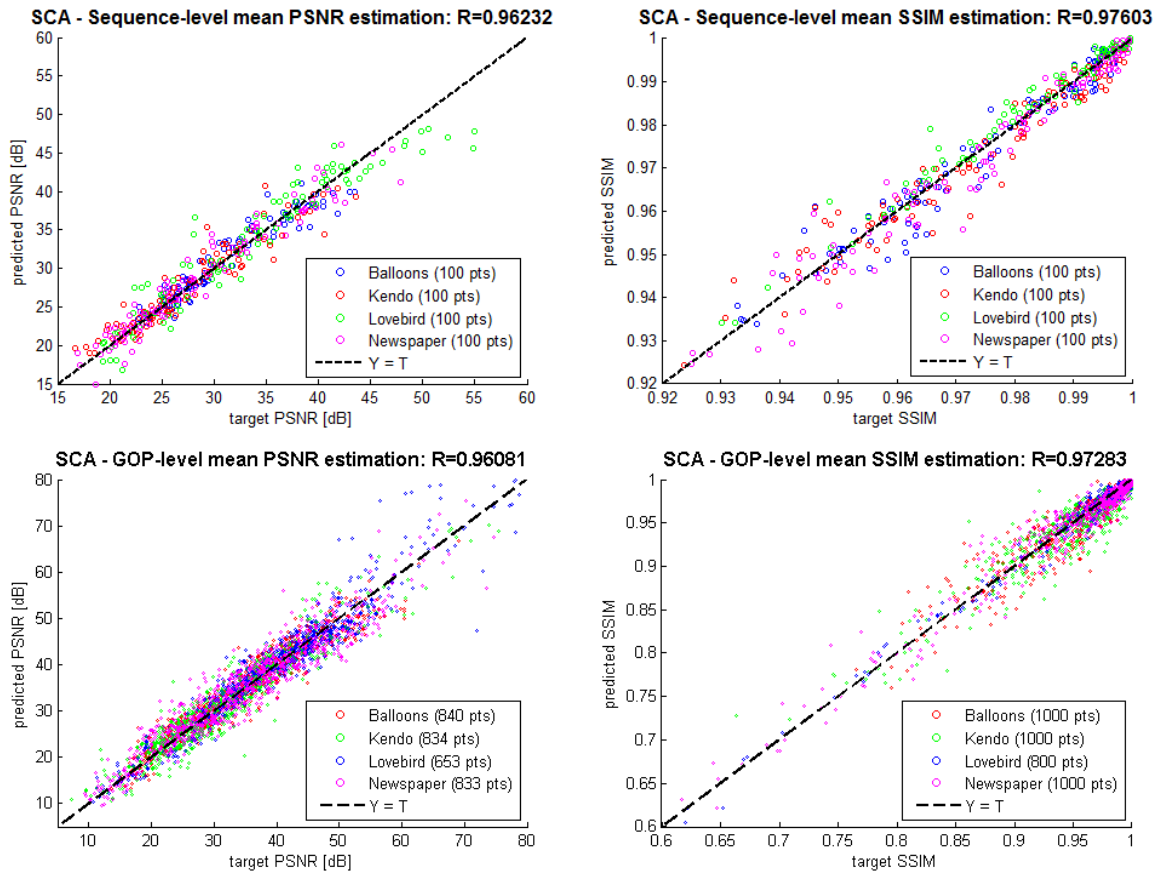 SCA - Sequence-level mean PSNR estimation: R=0.96232
60
55
50
45
40
35
30
25
20
15
predicted PSNR [dB]
Balloons (100 pts)
Kendo (100 pts)
Lovebird (100 pts)
Newspaper (100 pts)
Y = T
15 20 25 30 35 40 45 50 55 60
target PSNR [dB]
SCA - Sequence-level mean SSIM estimation: R=0.97603
1
0.99
0.98
0.97
0.96
0.95
0.94
0.93
0.92
predicted SSIM
Balloons (100 pts)
Kendo (100 pts)
Lovebird (100 pts)
Newspaper (100 pts)
Y = T
0.92 0.93 0.94 0.95 0.96 0.97 0.98 0.99 1
target SSIM
SCA - GOP-level mean PSNR estimation: R=0.96081
80
70
60
50
40
30
20
10
predicted PSNR [dB]
Balloons (840 pts)
Kendo (834 pts)
Lovebird (653 pts)
Newspaper (833 pts)
Y = T
10 20 30 40 50 60 70 80
target PSNR [dB]
SCA - GOP-level mean SSIM estimation: R=0.97283
1
0.95
0.9
0.85
0.8
0.75
0.7
0.65
0.6
predicted SSIM
Balloons (1000 pts)
Kendo (1000 pts)
Lovebird (800 pts)
Newspaper (1000 pts)
Y = T
0.6 0.65 0.7 0.75 0.8 0.85 0.9 0.95 1
target SSIM